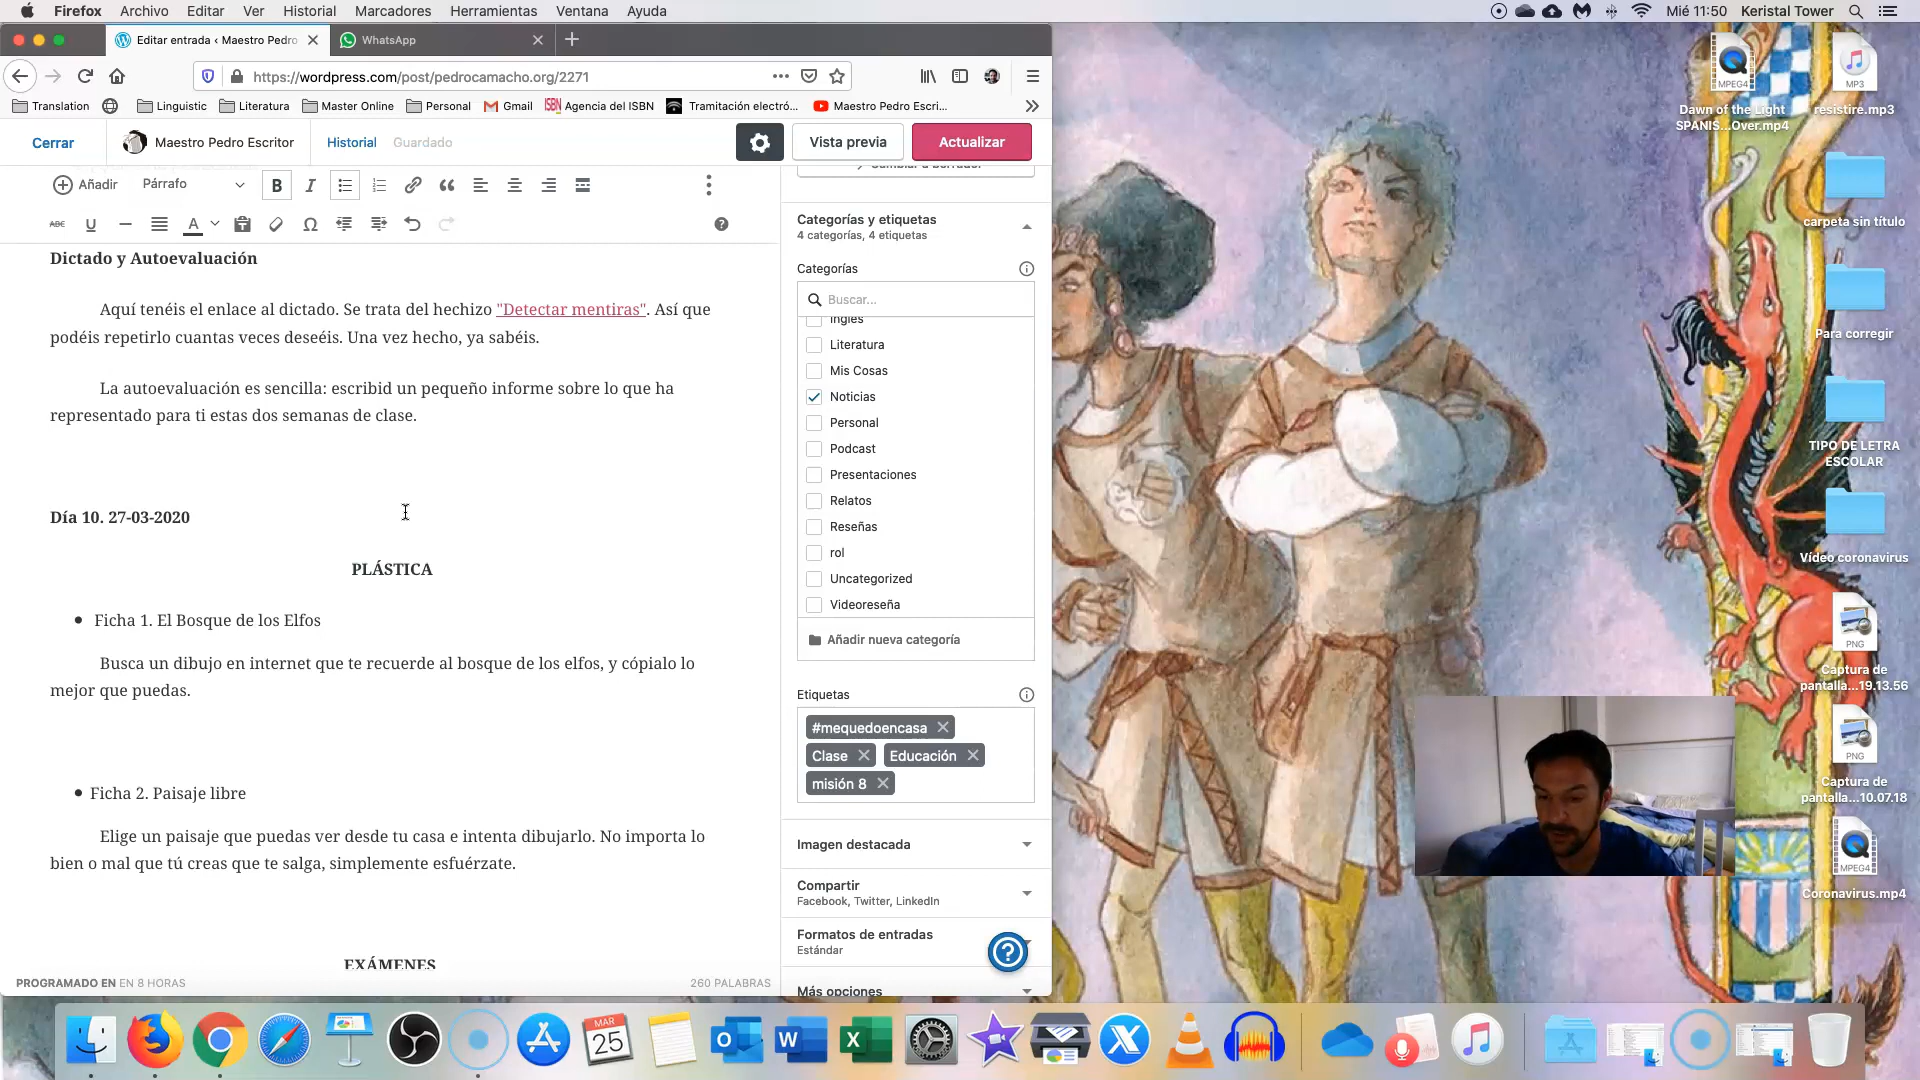 Firefox Archivo Editar Ver Historial Marcadores Herramientas Ventana Ayuda
Mié 11:50 Keristal Tower
Editar entrada ‹ Maestro Pedro
WhatsApp
https://wordpress.com/post/pedrocamacho.org/2271
Translation Linguistic Literatura Master Online Personal Gmail ISBN Agencia del ISBN Tramitación electró... Maestro Pedro Escri...
Cerrar Maestro Pedro Escritor Historial Guardado Vista previa Actualizar
Añadir Párrafo B I
ABC U A
Dictado y Autoevaluación
Aquí tenéis el enlace al dictado. Se trata del hechizo "Detectar mentiras". Así que
podéis repetirlo cuantas veces deseéis. Una vez hecho, ya sabéis.
La autoevaluación es sencilla: escribid un pequeño informe sobre lo que ha
representado para ti estas dos semanas de clase.
Día 10. 27-03-2020
PLÁSTICA
• Ficha 1. El Bosque de los Elfos
Busca un dibujo en internet que te recuerde al bosque de los elfos, y cópialo lo
mejor que puedas.
• Ficha 2. Paisaje libre
Elige un paisaje que puedas ver desde tu casa e intenta dibujarlo. No importa lo
bien o mal que tú creas que te salga, simplemente esfuérzate.
EXÁMENES
PROGRAMADO EN EN 8 HORAS
260 PALABRAS
Cambiar a borrador
Categorías y etiquetas
4 categorías, 4 etiquetas
Categorías
Buscar...
Inglés
Literatura
Mis Cosas
Noticias
Personal
Podcast
Presentaciones
Relatos
Reseñas
rol
Uncategorized
Videoreseña
Añadir nueva categoría
Etiquetas
#mequedoencasa
Clase Educación
misión 8
Imagen destacada
Compartir
Facebook, Twitter, LinkedIn
Formatos de entradas
Estándar
Más opciones
MPEG4
Dawn of the Light
SPANIS...Over.mp4
MP3
resistire.mp3
carpeta sin título
Para corregir
TIPO DE LETRA
ESCOLAR
Vídeo coronavirus
PNG
Captura de
pantalla...19.13.56
PNG
Captura de
pantalla...10.07.18
MPEG4
Coronavirus.mp4
MAR
25